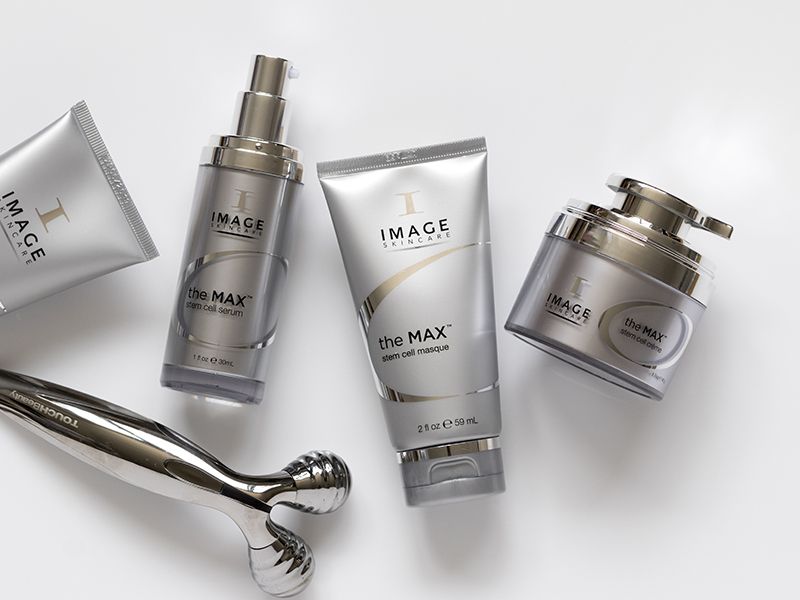 I
IMAGE
SKINCARE
I
IMAGE
SKINCARE
the MAX™
stem cell serum
1 fl oz ℮ 30mL
I
IMAGE
SKINCARE
the MAX™
stem cell masque
2 fl oz ℮ 59 mL
I
IMAGE
SKINCARE
the MAX™
stem cell crème
TOUCHBeauty